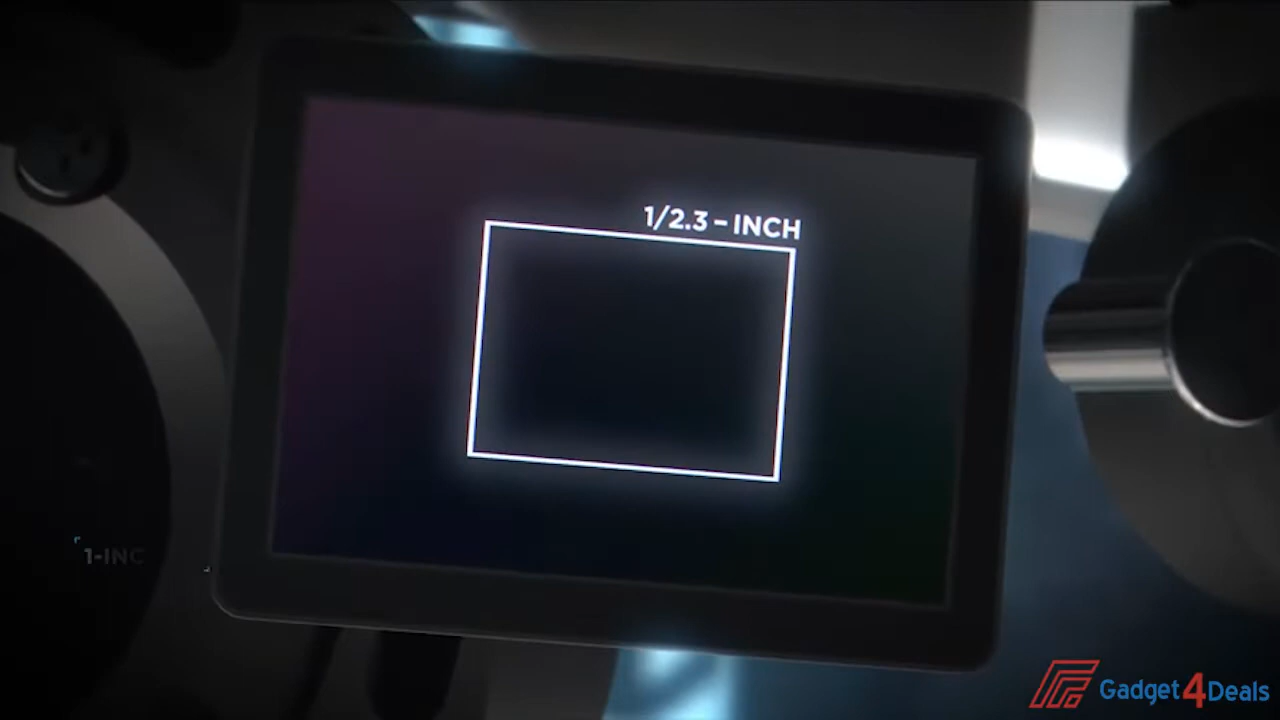 1/2.3 – INCH
1-INC
Gadget4Deals